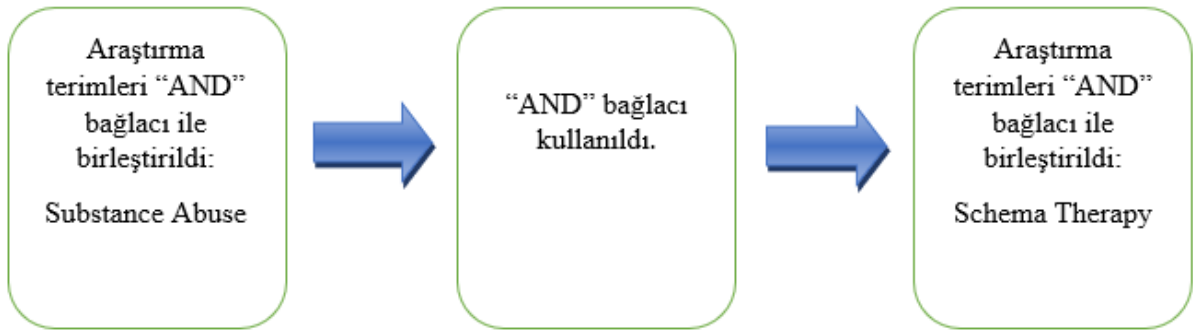 Araştırma
terimleri “AND”
bağlacı ile
birleştirildi:
Substance Abuse
“AND” bağlacı
kullanıldı.
Araştırma
terimleri “AND”
bağlacı ile
birleştirildi:
Schema Therapy